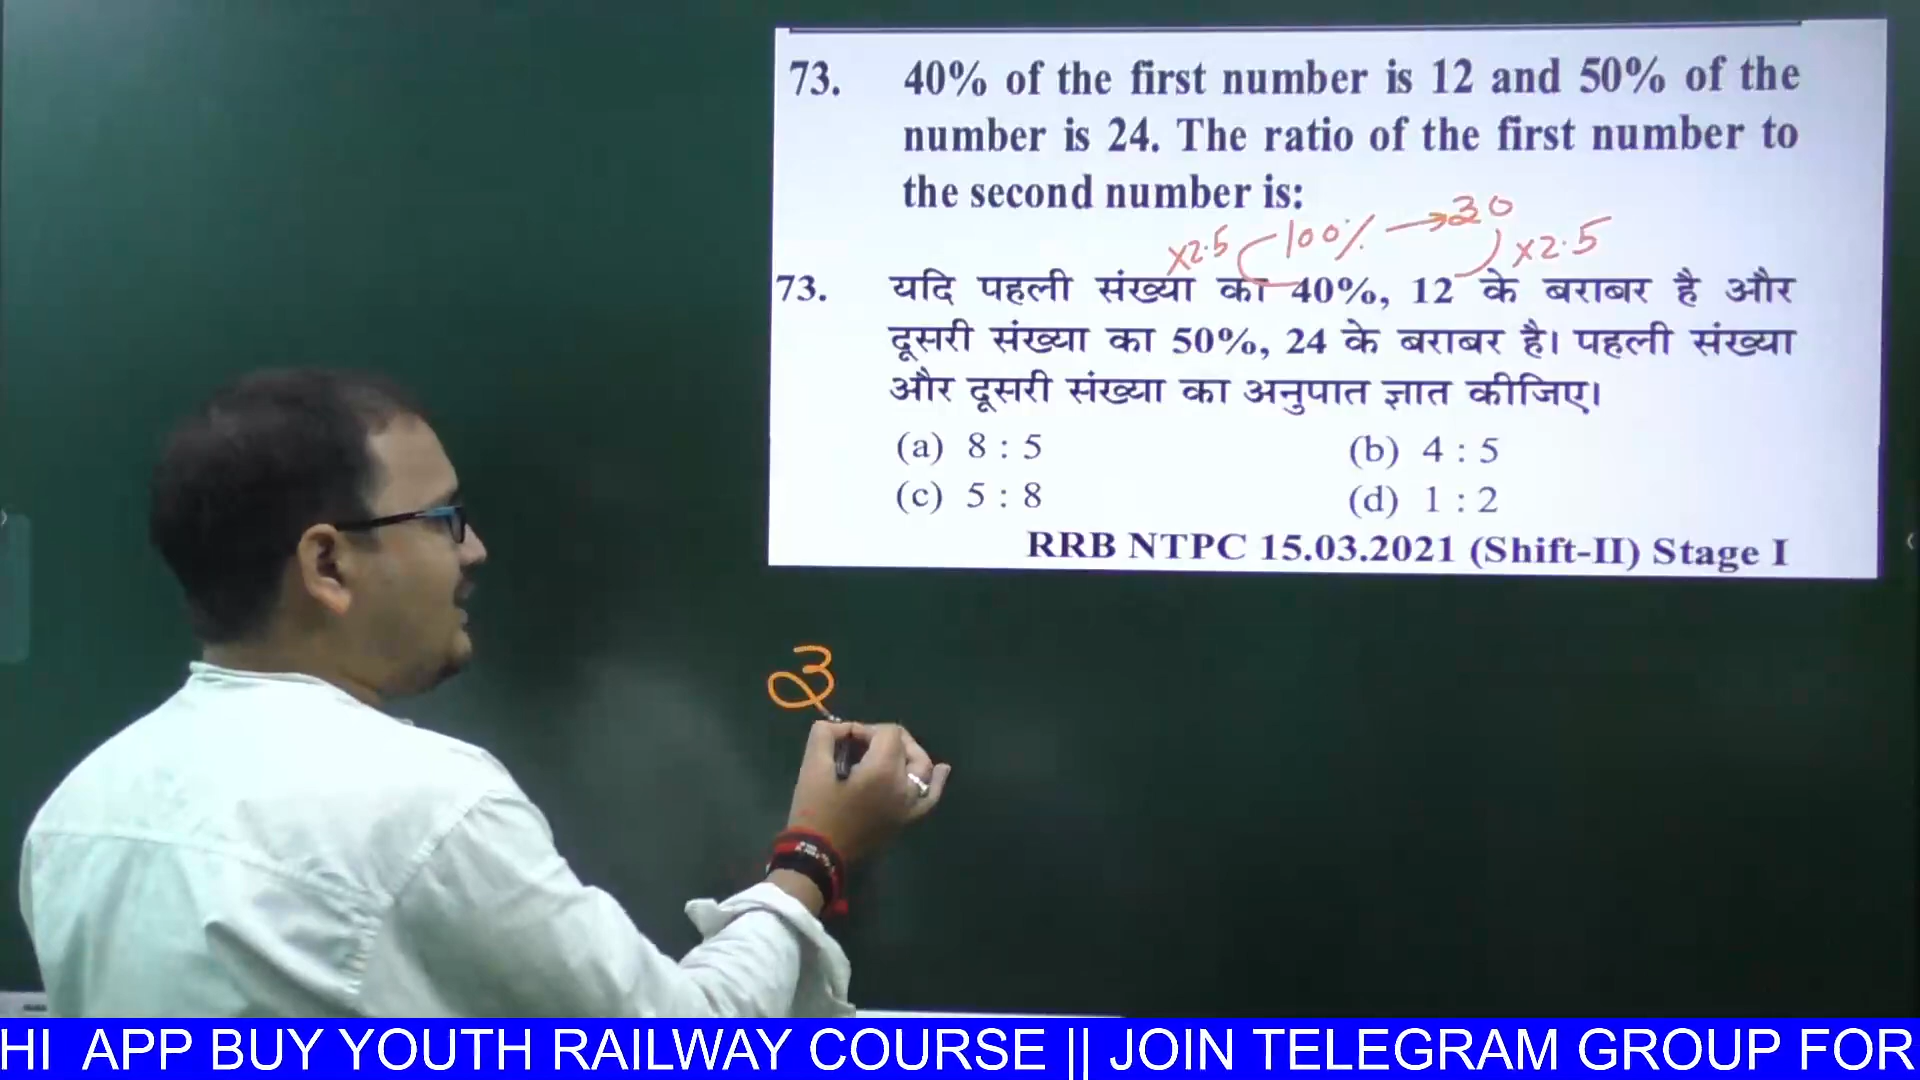 73. 40% of the first number is 12 and 50% of the
number is 24. The ratio of the first number to
the second number is:
×2.5 100% → 30 ×2.5
73. यदि पहली संख्या का 40%, 12 के बराबर है और
दूसरी संख्या का 50%, 24 के बराबर है। पहली संख्या
और दूसरी संख्या का अनुपात ज्ञात कीजिए।
(a) 8 : 5 (b) 4 : 5
(c) 5 : 8 (d) 1 : 2
RRB NTPC 15.03.2021 (Shift-II) Stage I
HI APP BUY YOUTH RAILWAY COURSE || JOIN TELEGRAM GROUP FOR